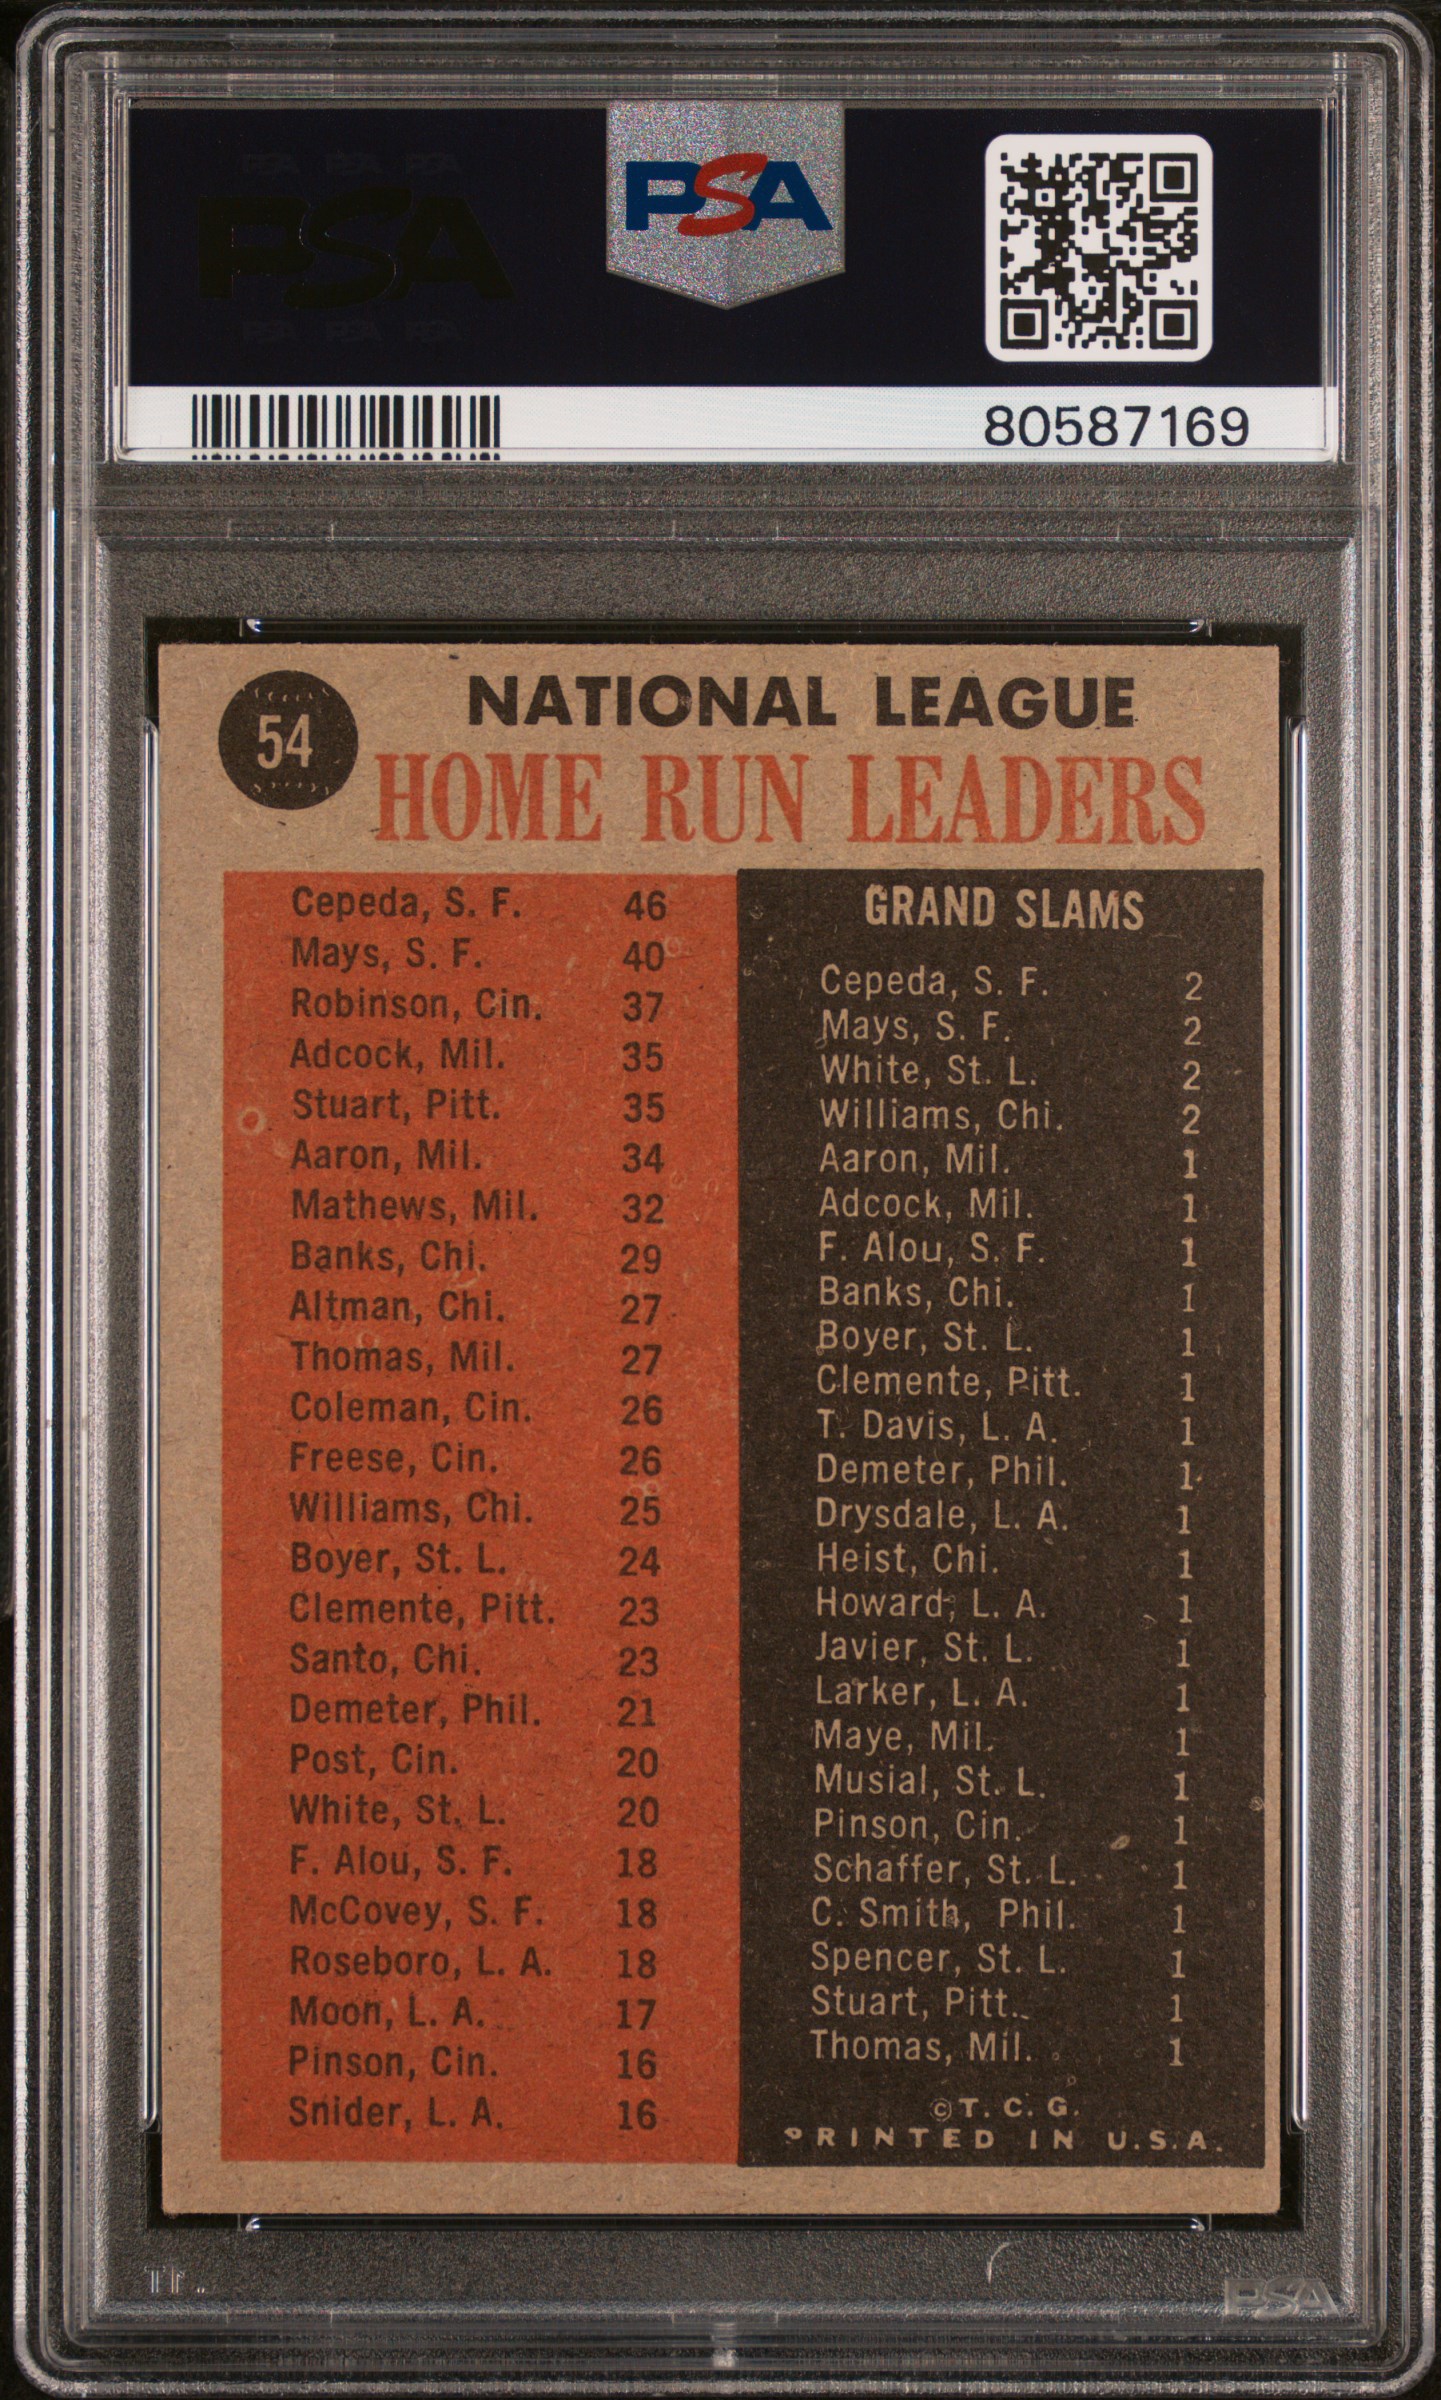 PSA
PSA
80587169
54
NATIONAL LEAGUE
HOME RUN LEADERS
Cepeda, S. F. 46
Mays, S. F. 40
Robinson, Cin. 37
Adcock, Mil. 35
Stuart, Pitt. 35
Aaron, Mil. 34
Mathews, Mil. 32
Banks, Chi. 29
Altman, Chi. 27
Thomas, Mil. 27
Coleman, Cin. 26
Freese, Cin. 26
Williams, Chi. 25
Boyer, St. L. 24
Clemente, Pitt. 23
Santo, Chi. 23
Demeter, Phil. 21
Post, Cin. 20
White, St. L. 20
F. Alou, S. F. 18
McCovey, S. F. 18
Roseboro, L. A. 18
Moon, L. A. 17
Pinson, Cin. 16
Snider, L. A. 16
GRAND SLAMS
Cepeda, S. F. 2
Mays, S. F. 2
White, St. L. 2
Williams, Chi. 2
Aaron, Mil. 1
Adcock, Mil. 1
F. Alou, S. F. 1
Banks, Chi. 1
Boyer, St. L. 1
Clemente, Pitt. 1
T. Davis, L. A. 1
Demeter, Phil. 1
Drysdale, L. A. 1
Heist, Chi. 1
Howard, L. A. 1
Javier, St. L. 1
Larker, L. A. 1
Maye, Mil. 1
Musial, St. L. 1
Pinson, Cin. 1
Schaffer, St. L. 1
C. Smith, Phil. 1
Spencer, St. L. 1
Stuart, Pitt. 1
Thomas, Mil. 1
© T. C. G.
PRINTED IN U.S.A.
PSA